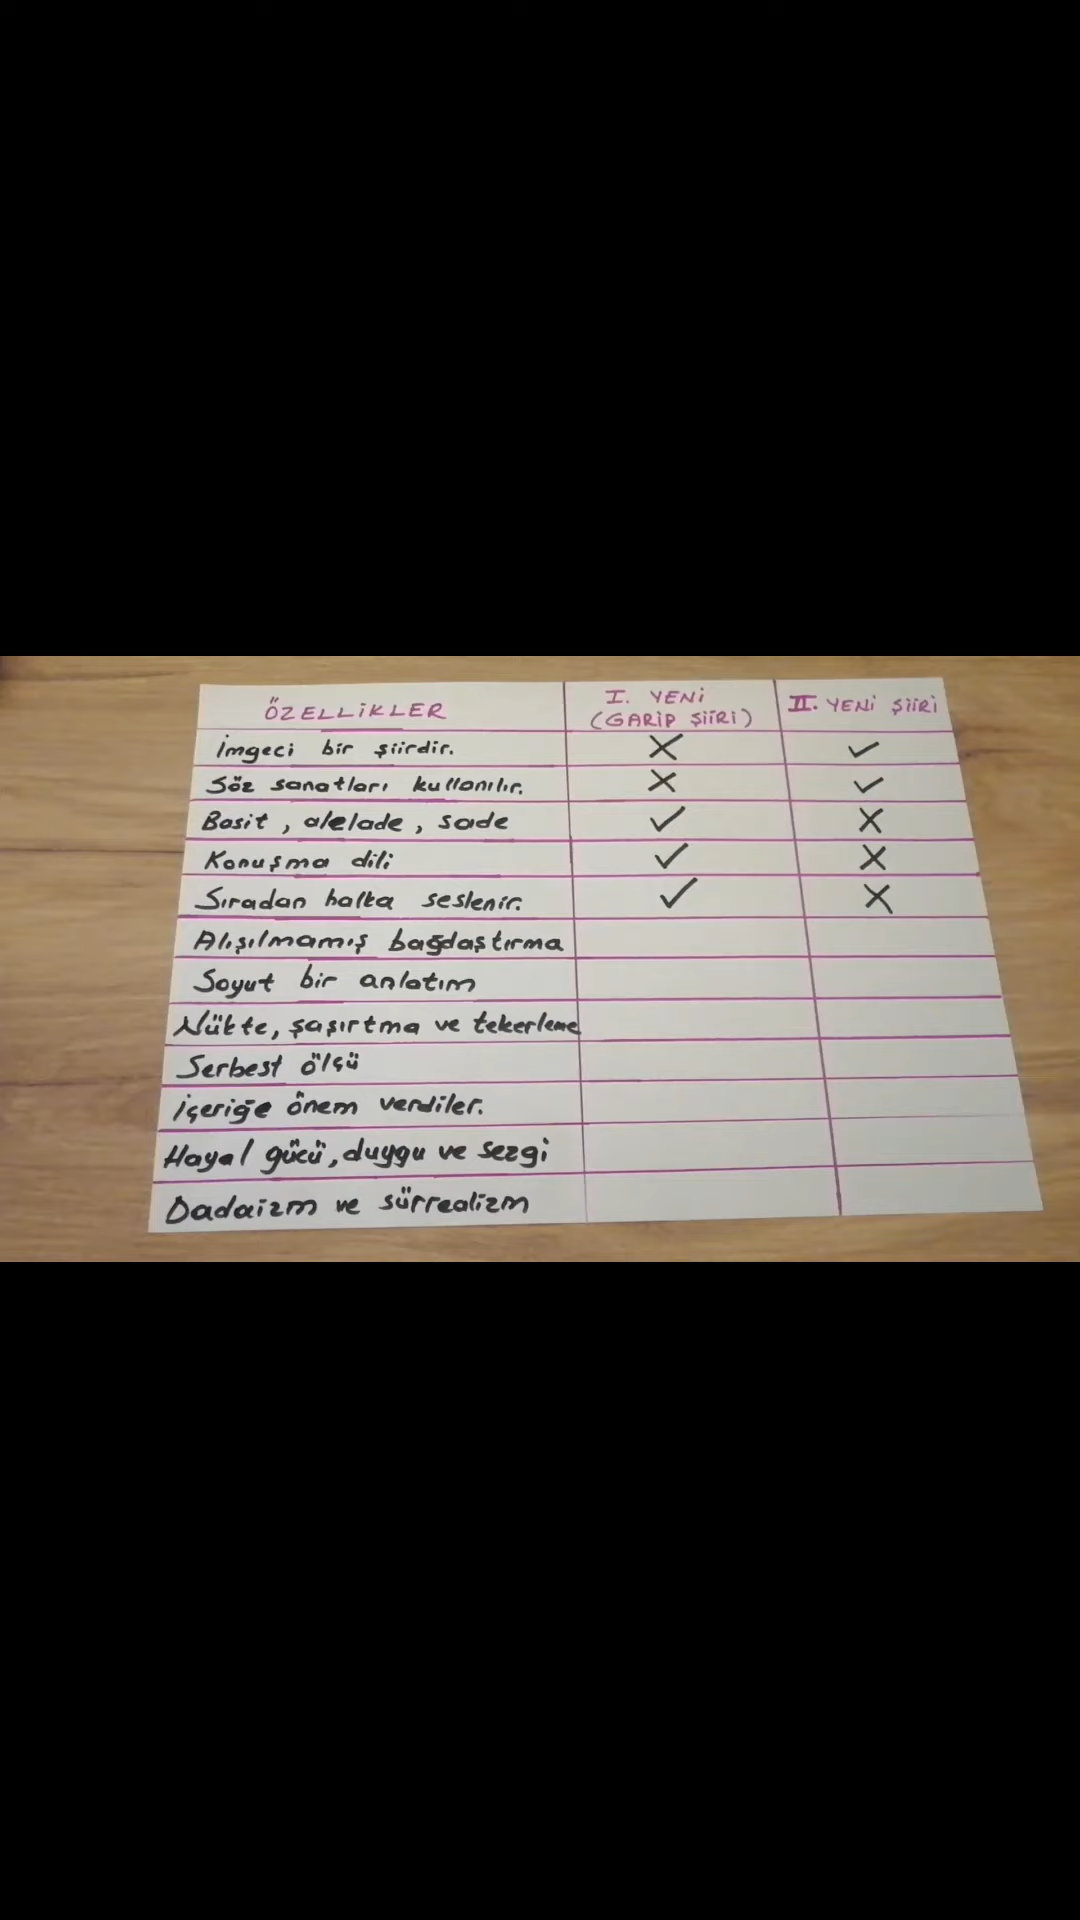 ÖZELLİKLER I. YENİ (GARİP ŞİİRİ) II. YENİ ŞİİRİ
İmgeci bir şiirdir. X ✓
Söz sanatları kullanılır. X ✓
Basit, alelade, sade ✓ X
Konuşma dili ✓ X
Sıradan halka seslenir. ✓ X
Alışılmamış bağdaştırma
Soyut bir anlatım
Nükte, şaşırtma ve tekerleme
Serbest ölçü
İçeriğe önem verdiler.
Hayal gücü, duygu ve sezgi
Dadaizm ve sürrealizm